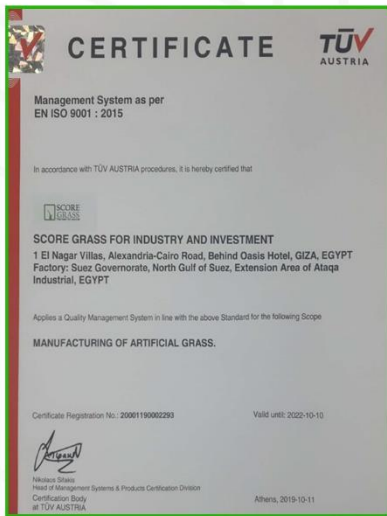 CERTIFICATE
TÜV
AUSTRIA
Management System as per
EN ISO 9001 : 2015
In accordance with TÜV AUSTRIA procedures, it is hereby certified that
SCORE
GRASS
SCORE GRASS FOR INDUSTRY AND INVESTMENT
1 El Nagar Villas, Alexandria-Cairo Road, Behind Oasis Hotel, GIZA, EGYPT
Factory: Suez Governorate, North Gulf of Suez, Extension Area of Ataqa
Industrial, EGYPT
Applies a Quality Management System in line with the above Standard for the following Scope
MANUFACTURING OF ARTIFICIAL GRASS.
Certificate Registration No.: 20001190002293
Valid until: 2022-10-10
Nikolaos Sifakis
Head of Management Systems & Products Certification Division
Certification Body
at TÜV AUSTRIA
Athens, 2019-10-11